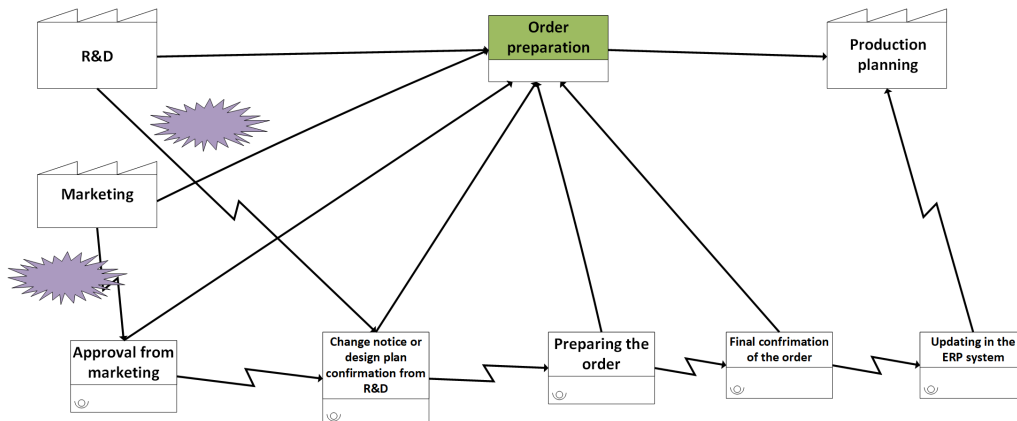 R&D
Order
preparation
Production
planning
Marketing
Approval from
marketing
Change notice or
design plan
confirmation from
R&D
Preparing the
order
Final confrimation
of the order
Updating in the
ERP system